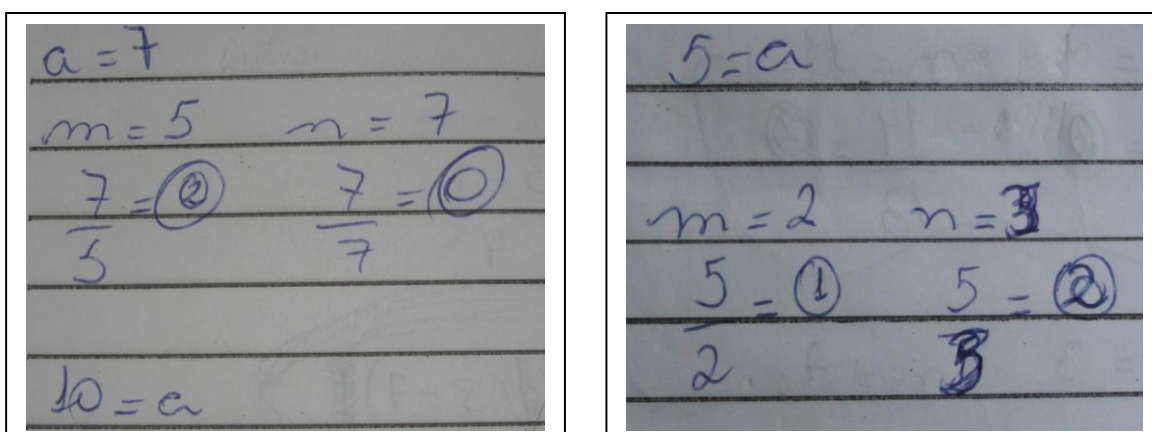 a = 7
m = 5 n = 7
7/5 = 2 7/7 = 0
10 = a
5 = a
m = 2 n = 3
5/2 = 1 5/3 = 2